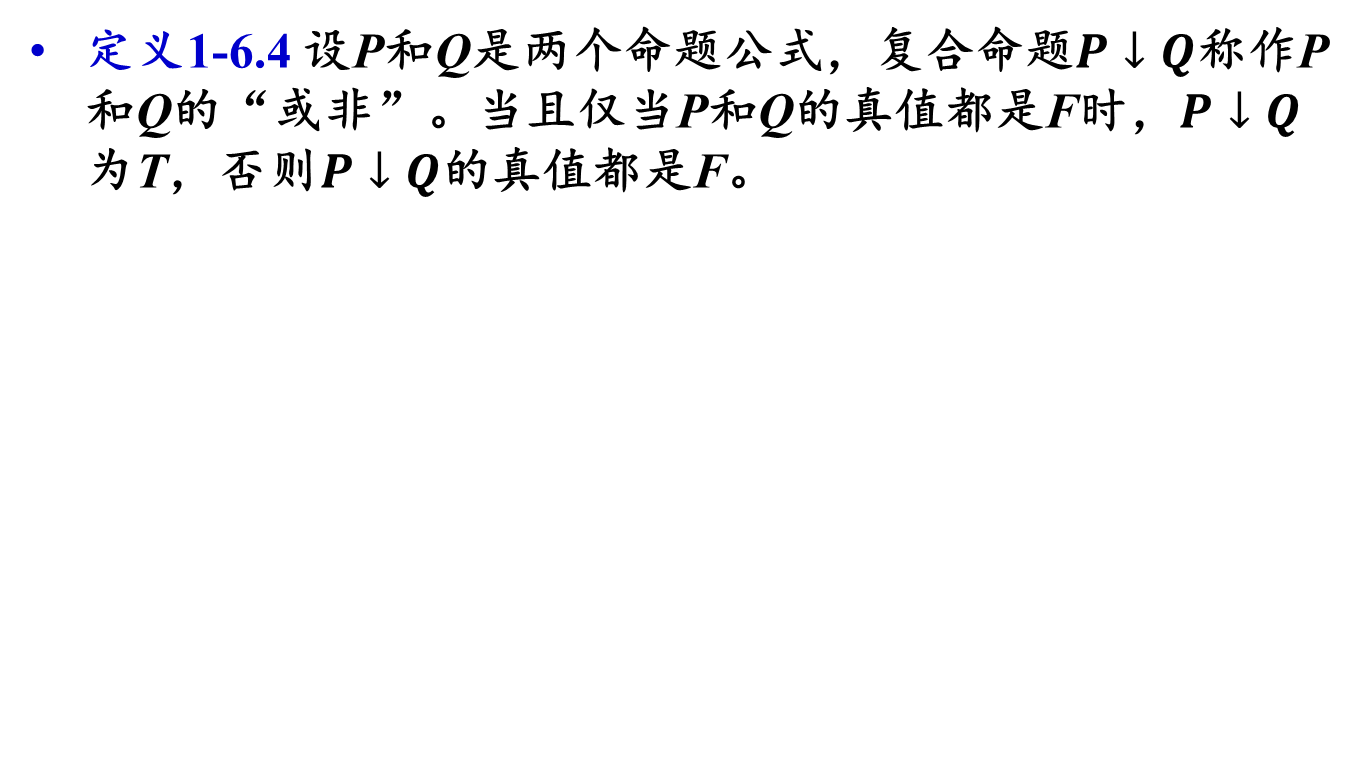 • 定义1-6.4 设P和Q是两个命题公式，复合命题P↓Q称作P
和Q的“或非”。当且仅当P和Q的真值都是F时，P↓Q
为T，否则P↓Q的真值都是F。